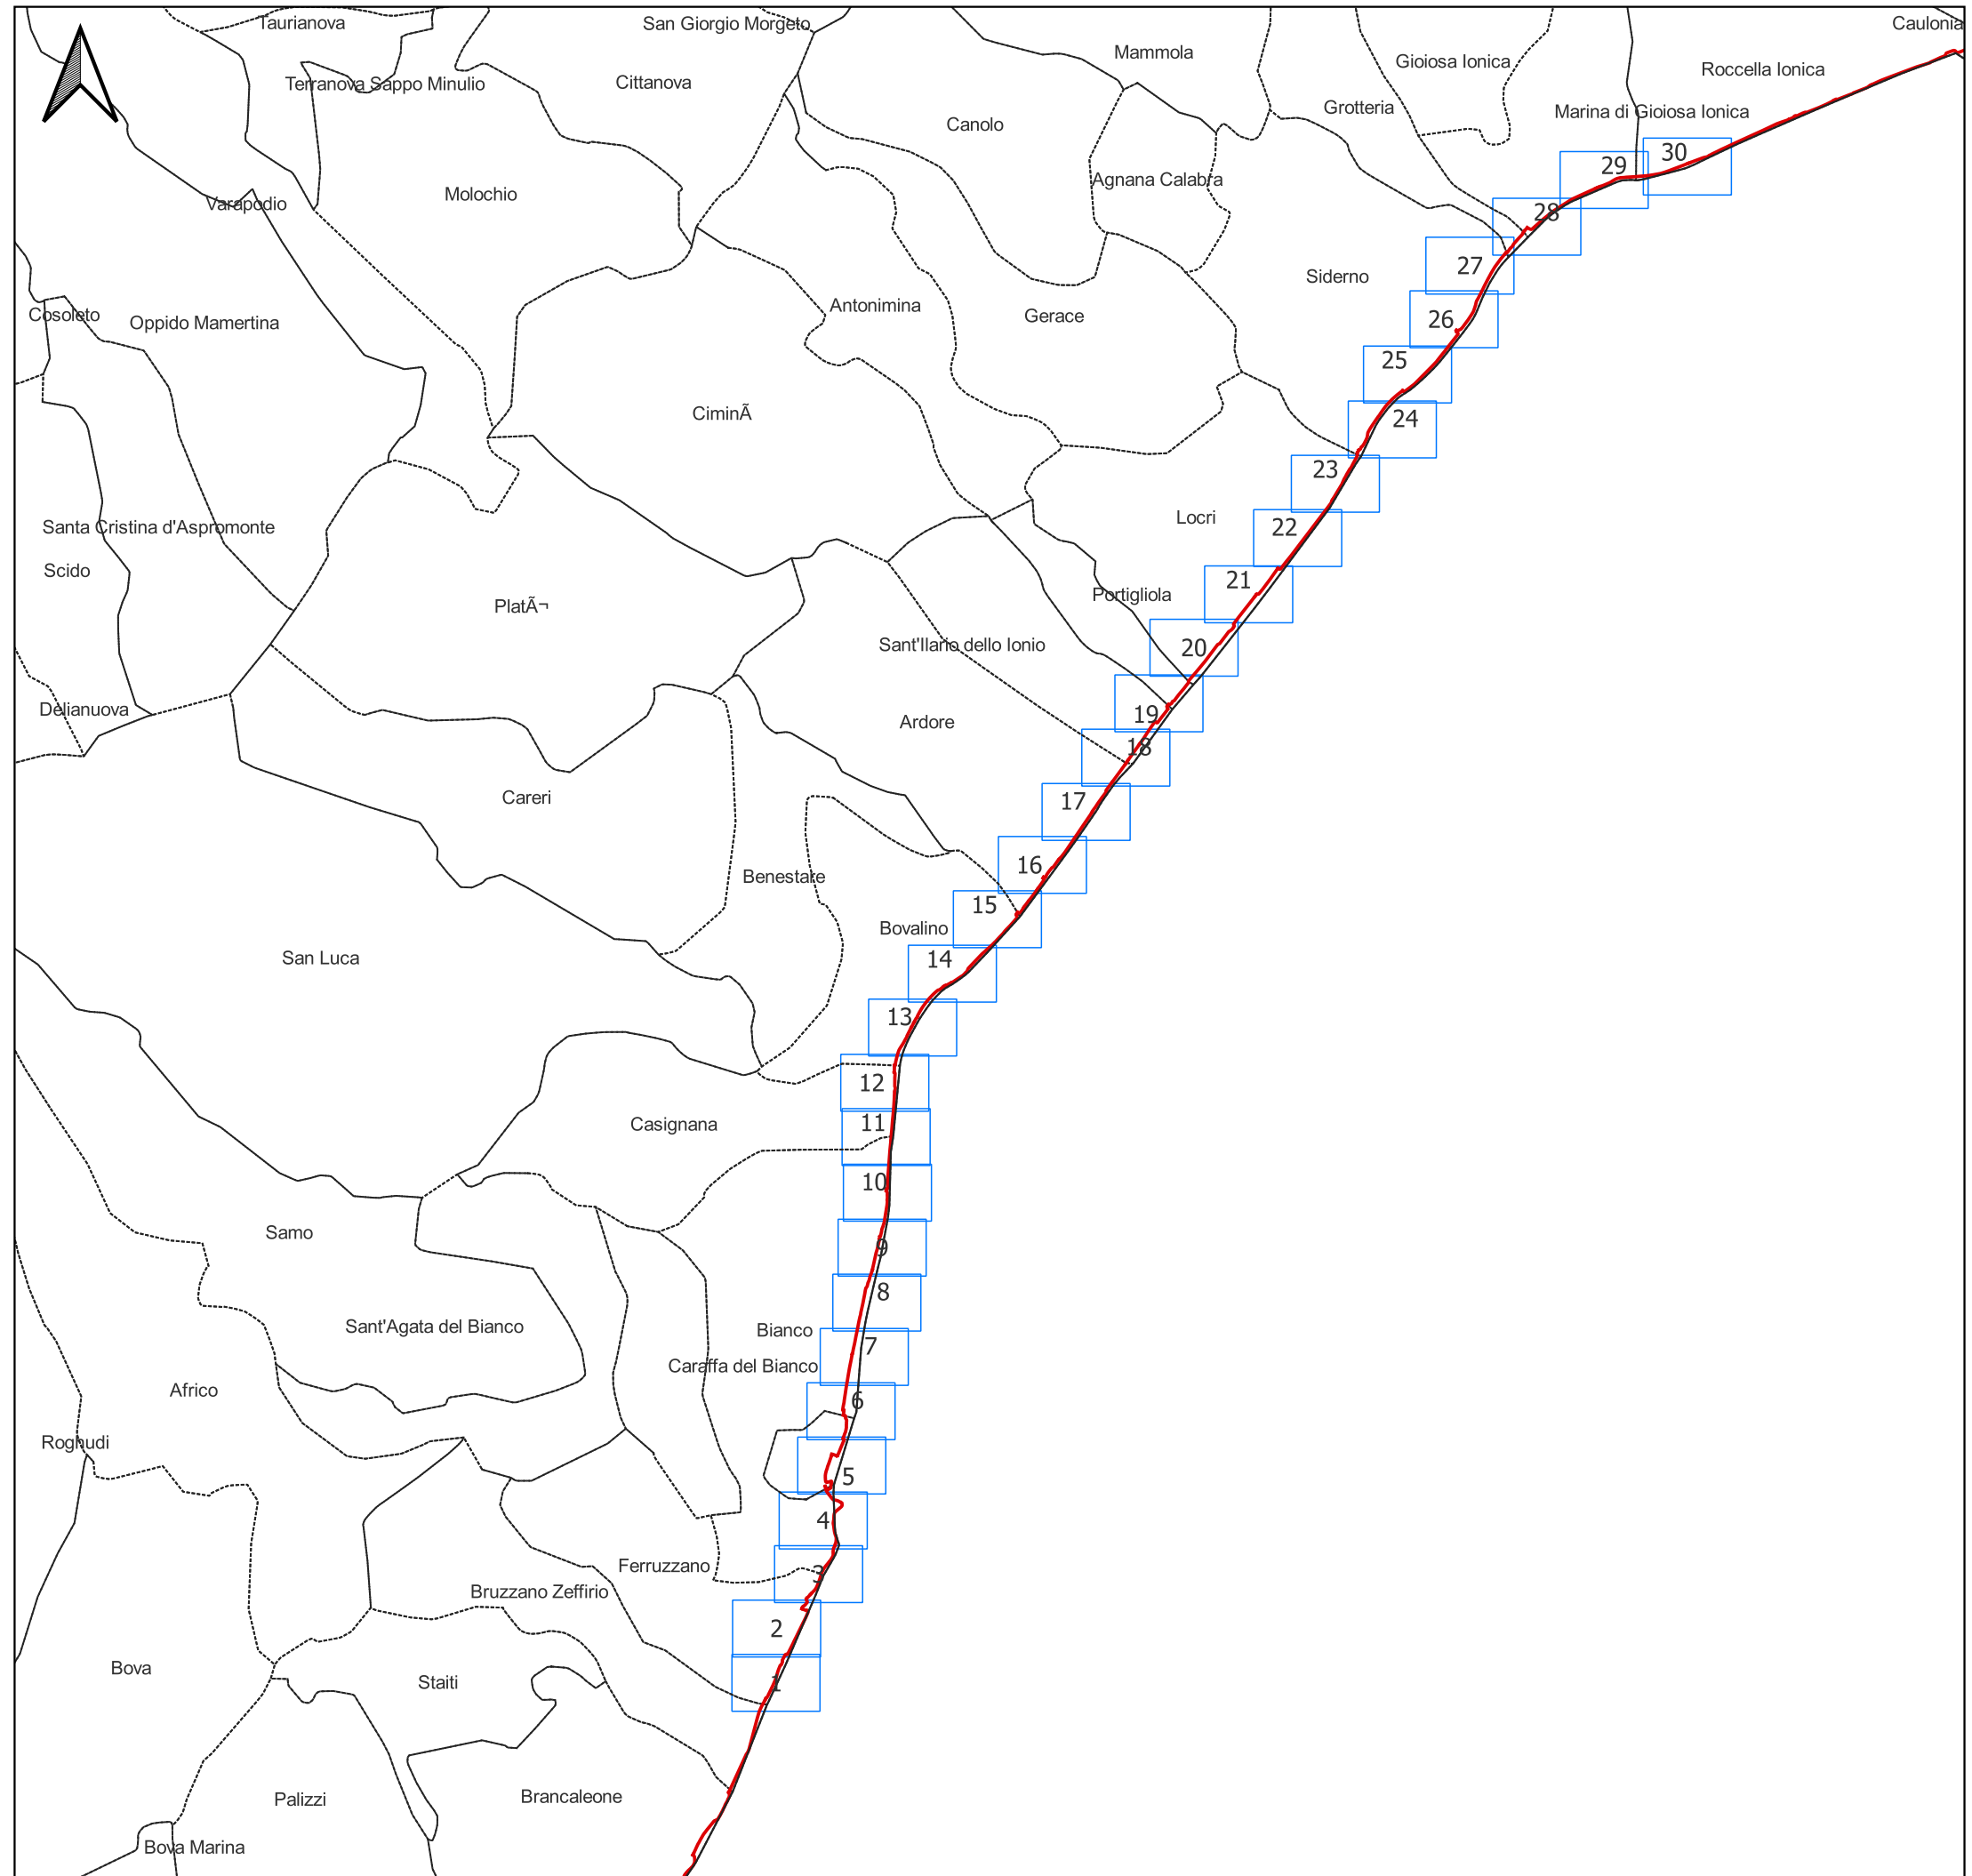 Taurianova
San Giorgio Morgeto
Caulonia
Mammola
Gioiosa Ionica
Roccella Ionica
Terranova Sappo Minulio
Cittanova
Grotteria
Marina di Gioiosa Ionica
Canolo
30
29
Agnana Calabra
Molochio
Varapodio
28
27
Siderno
Antonimina
Cosoleto
Gerace
Oppido Mamertina
26
25
CiminÃ
24
23
Locri
Santa Cristina d'Aspromonte
22
Scido
21
Portigliola
PlatÃ¬
Sant'Ilario dello Ionio
20
Delianuova
19
Ardore
18
Careri
17
16
Benestare
15
Bovalino
San Luca
14
13
12
Casignana
11
10
Samo
9
8
Sant'Agata del Bianco
Bianco
7
Caraffa del Bianco
Africo
6
Roghudi
5
4
Ferruzzano
3
Bruzzano Zeffirio
2
Bova
Staiti
1
Brancaleone
Palizzi
Bova Marina